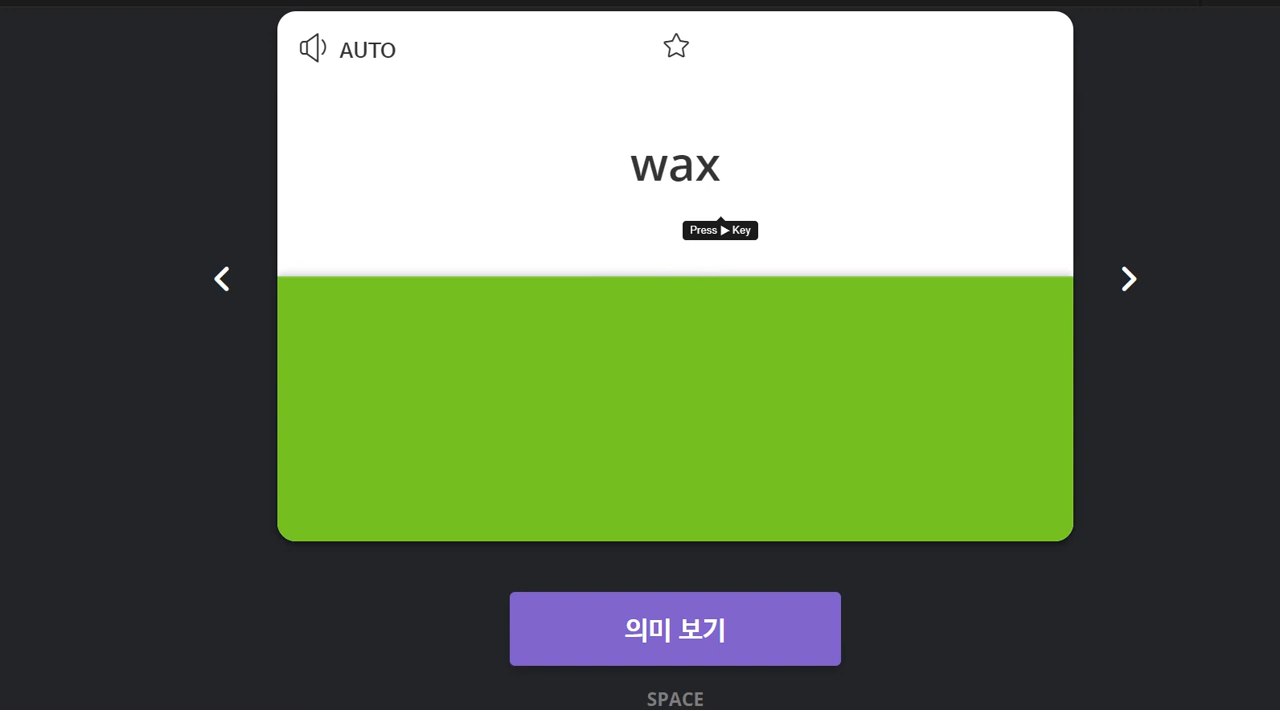 AUTO
wax
Press ▶ Key
의미 보기
SPACE